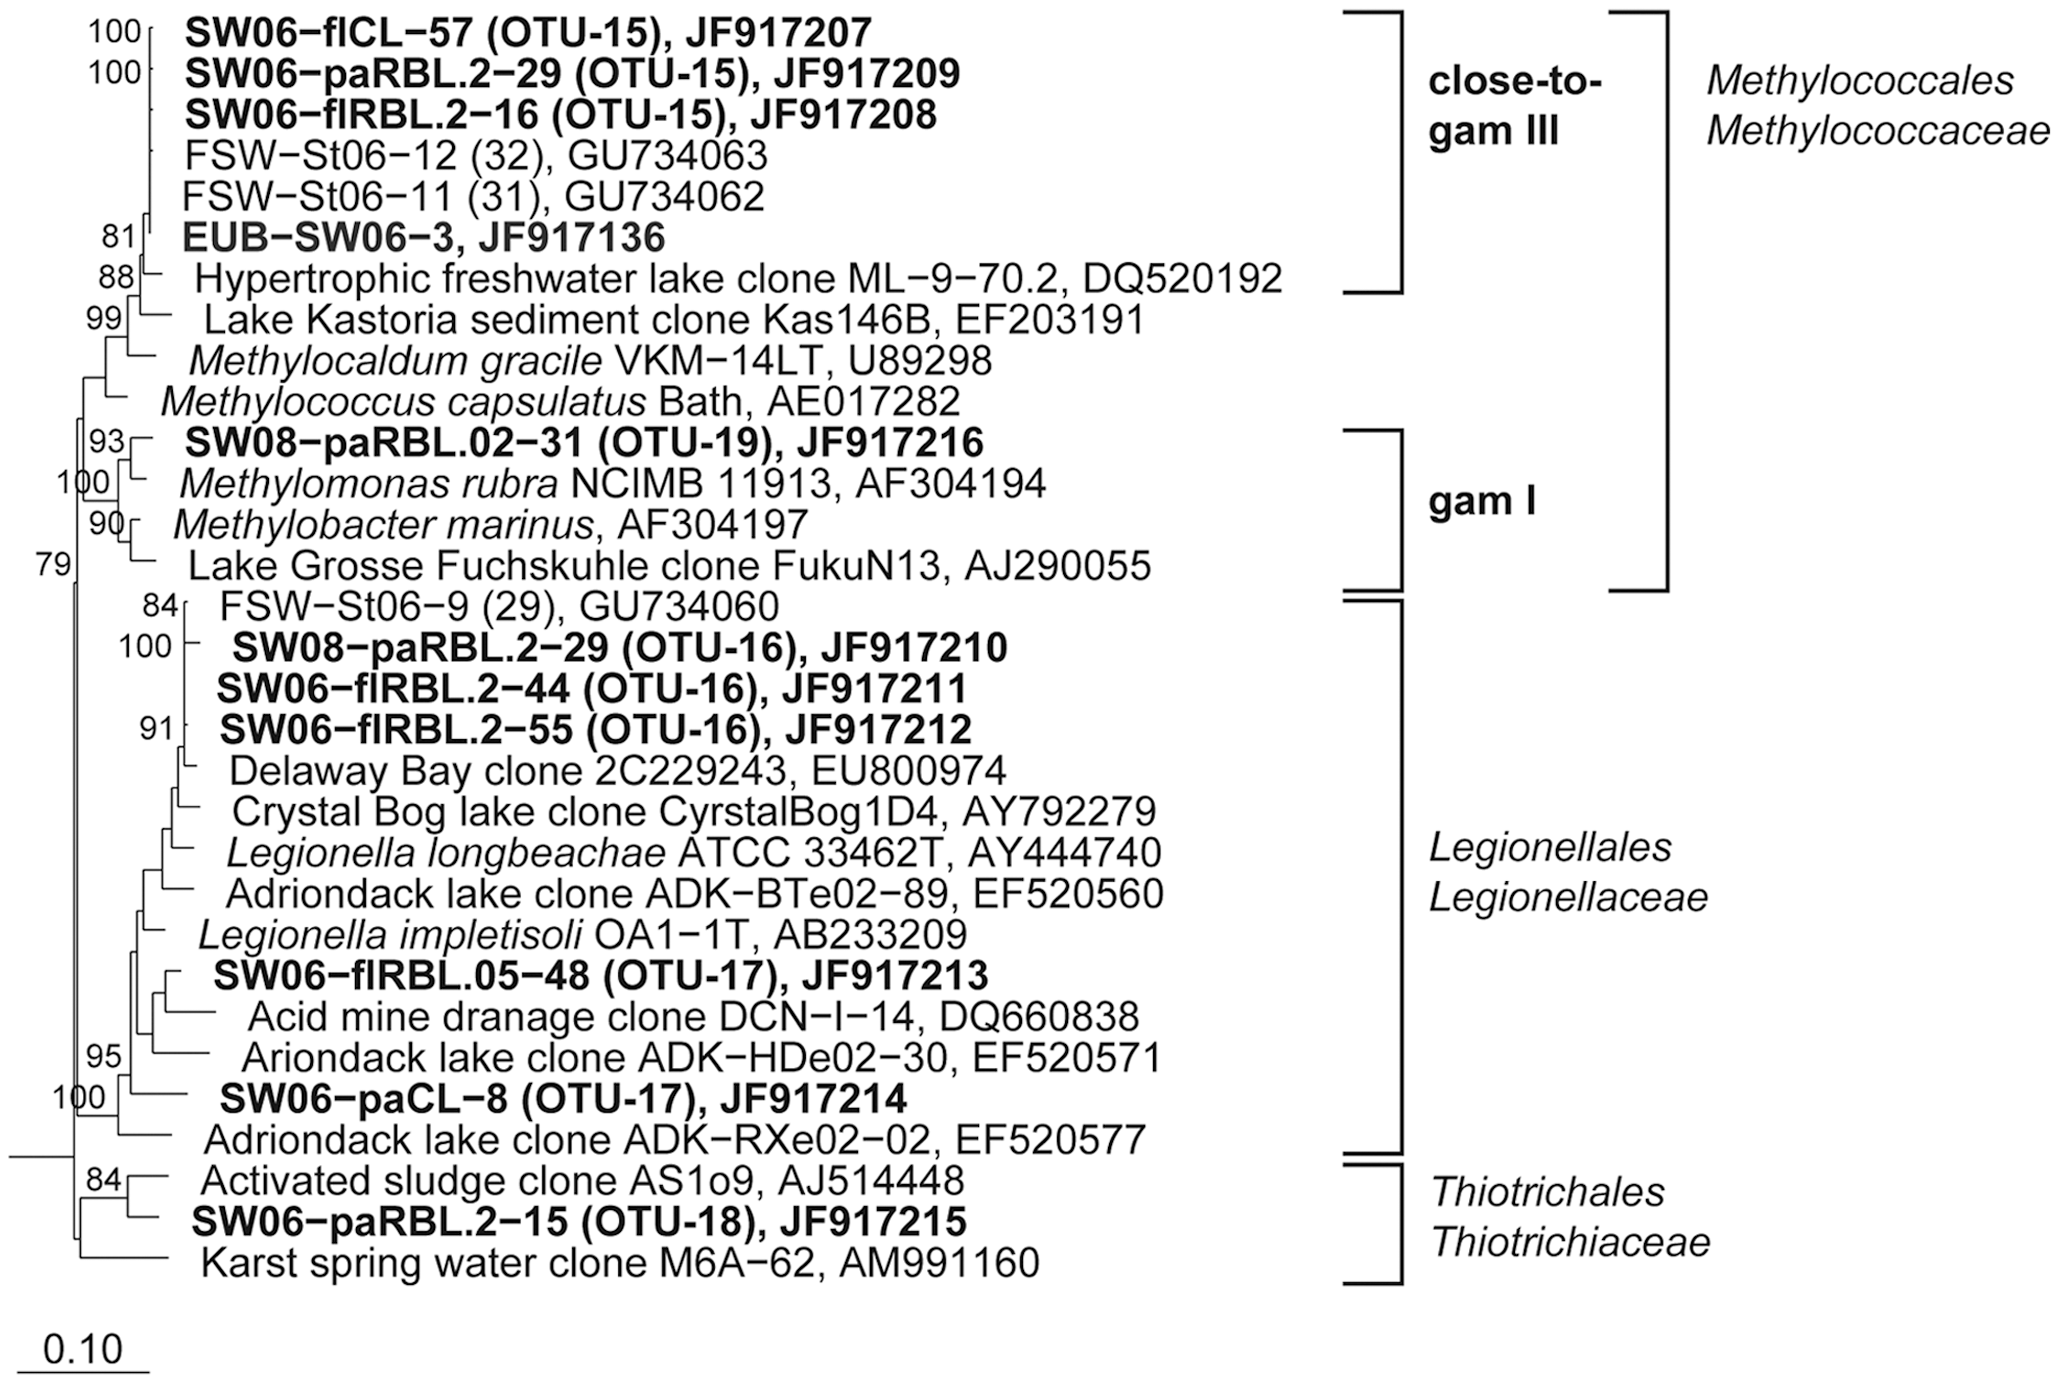 100 SW06−flCL−57 (OTU-15), JF917207
100 SW06−paRBL.2−29 (OTU-15), JF917209
SW06−flRBL.2−16 (OTU-15), JF917208
FSW−St06−12 (32), GU734063
FSW−St06−11 (31), GU734062
81 EUB−SW06−3, JF917136
88 Hypertrophic freshwater lake clone ML−9−70.2, DQ520192
99 Lake Kastoria sediment clone Kas146B, EF203191
Methylocaldum gracile VKM−14LT, U89298
Methylococcus capsulatus Bath, AE017282
93 SW08−paRBL.02−31 (OTU-19), JF917216
100 Methylomonas rubra NCIMB 11913, AF304194
90 Methylobacter marinus, AF304197
79 Lake Grosse Fuchskuhle clone FukuN13, AJ290055
84 FSW−St06−9 (29), GU734060
100 SW08−paRBL.2−29 (OTU-16), JF917210
SW06−flRBL.2−44 (OTU-16), JF917211
91 SW06−flRBL.2−55 (OTU-16), JF917212
Delaway Bay clone 2C229243, EU800974
Crystal Bog lake clone CyrstalBog1D4, AY792279
Legionella longbeachae ATCC 33462T, AY444740
Adriondack lake clone ADK−BTe02−89, EF520560
Legionella impletisoli OA1−1T, AB233209
SW06−flRBL.05−48 (OTU-17), JF917213
Acid mine dranage clone DCN−I−14, DQ660838
95 Ariondack lake clone ADK−HDe02−30, EF520571
100 SW06−paCL−8 (OTU-17), JF917214
Adriondack lake clone ADK−RXe02−02, EF520577
84 Activated sludge clone AS1o9, AJ514448
SW06−paRBL.2−15 (OTU-18), JF917215
Karst spring water clone M6A−62, AM991160
0.10
close-to-
gam III
gam I
Methylococcales
Methylococcaceae
Legionellales
Legionellaceae
Thiotrichales
Thiotrichiaceae